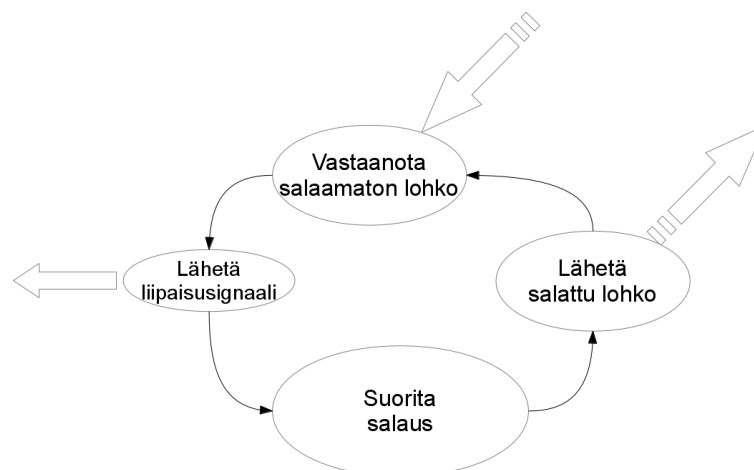 Vastaanota
salaamaton lohko
Lähetä
liipaisusignaali
Lähetä
salattu lohko
Suorita
salaus